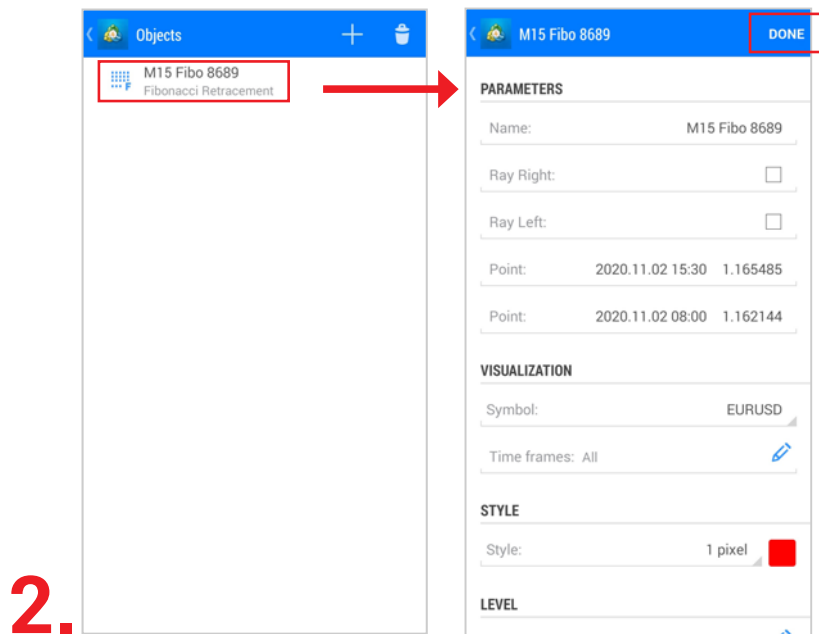 Objects
M15 Fibo 8689
Fibonacci Retracement
2.
M15 Fibo 8689 DONE
PARAMETERS
Name: M15 Fibo 8689
Ray Right:
Ray Left:
Point: 2020.11.02 15:30 1.165485
Point: 2020.11.02 08:00 1.162144
VISUALIZATION
Symbol: EURUSD
Time frames: All
STYLE
Style: 1 pixel
LEVEL